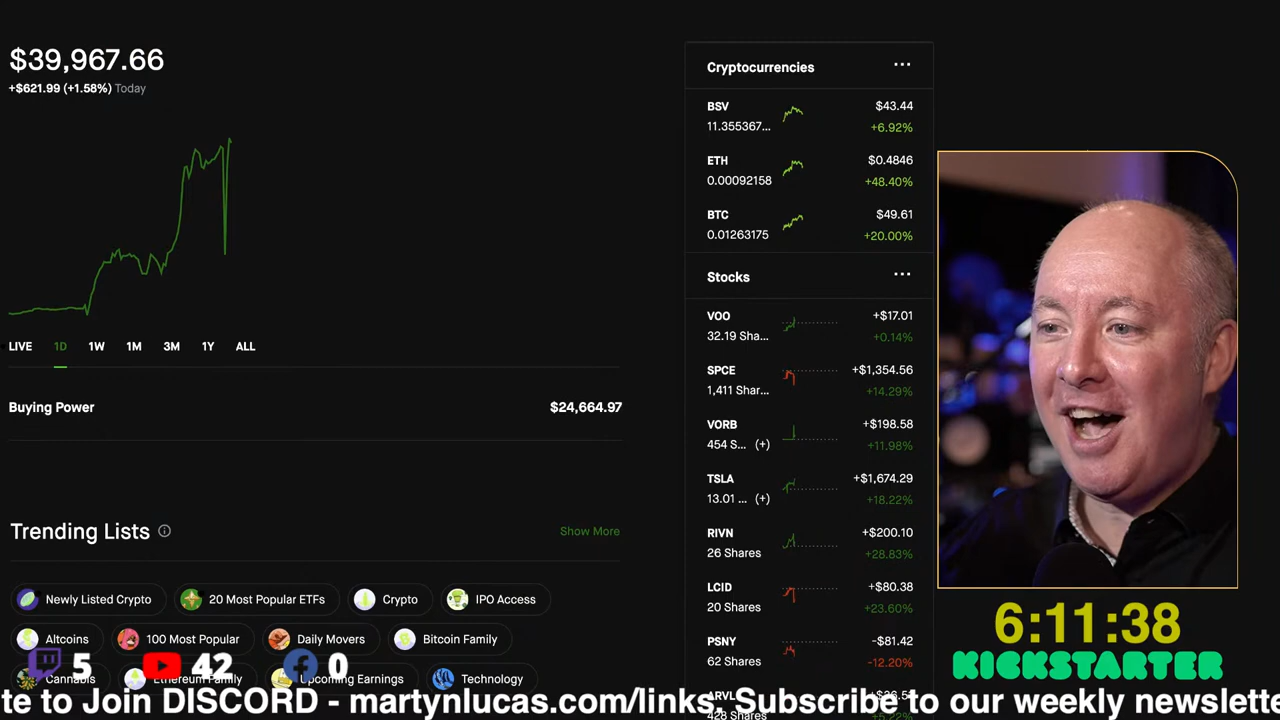 $39,967.66
+$621.99 (+1.58%) Today
LIVE 1D 1W 1M 3M 1Y ALL
Buying Power $24,664.97
Trending Lists Show More
Newly Listed Crypto 20 Most Popular ETFs Crypto IPO Access
Altcoins 100 Most Popular Daily Movers Bitcoin Family
Cannabis Ethereum Family Upcoming Earnings Technology
5 42 0
Cryptocurrencies
BSV $43.44
11.355367... +6.92%
ETH $0.4846
0.00092158 +48.40%
BTC $49.61
0.01263175 +20.00%
Stocks
VOO +$17.01
32.19 Sha... +0.14%
SPCE +$1,354.56
1,411 Shar... +14.29%
VORB +$198.58
454 S... (+) +11.98%
TSLA +$1,674.29
13.01 ... (+) +18.22%
RIVN +$200.10
26 Shares +28.83%
LCID +$80.38
20 Shares +23.60%
PSNY -$81.42
62 Shares -12.20%
ARVL
428 Shares +5.22%
6:11:38
KICKSTARTER
te to Join DISCORD - martynlucas.com/links. Subscribe to our weekly newslette